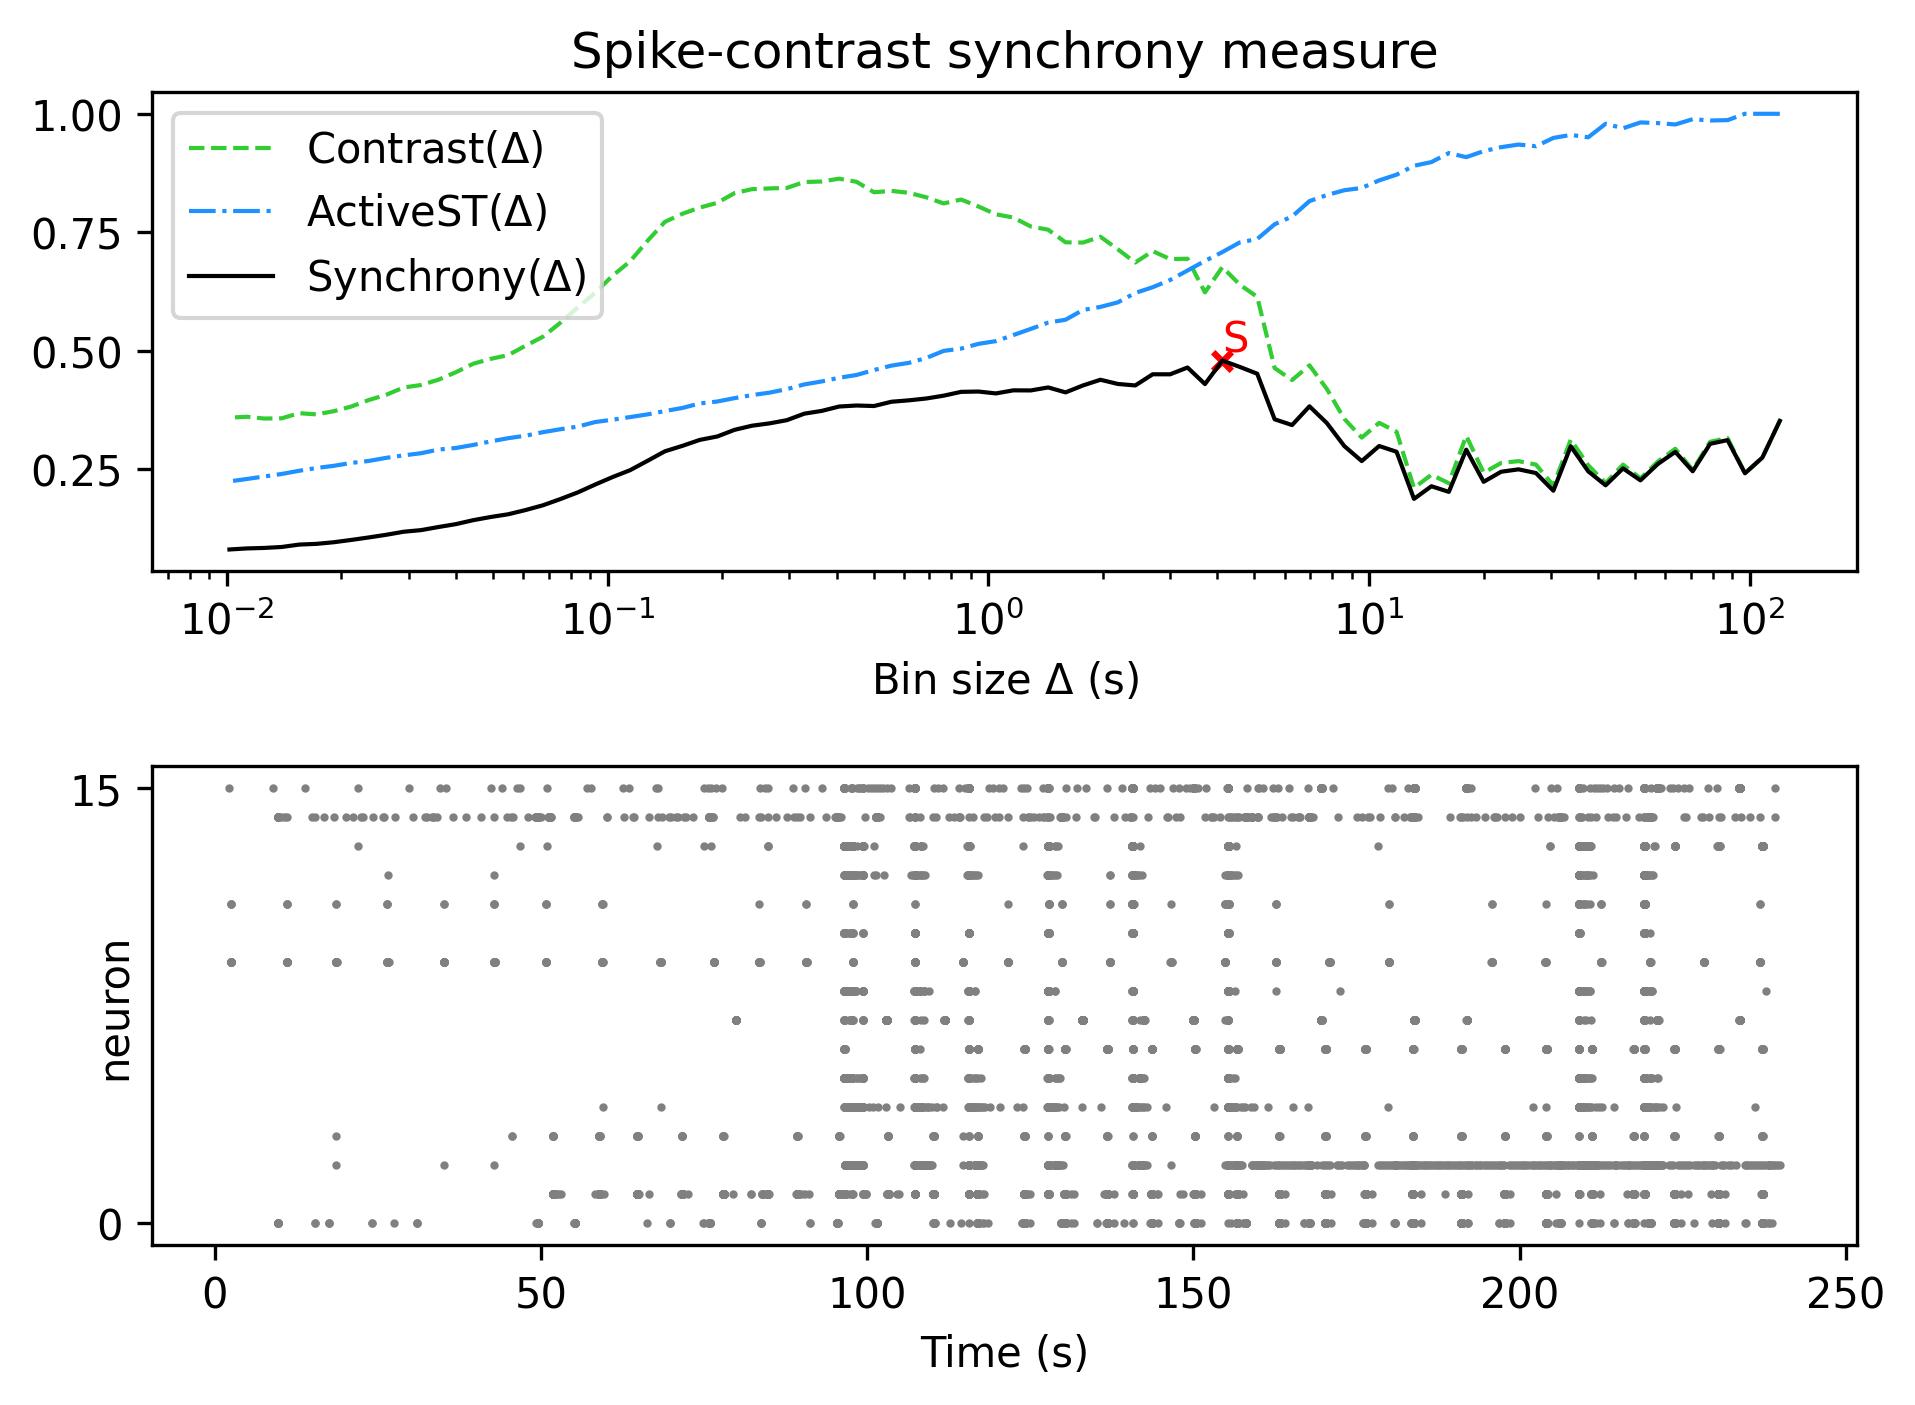 Spike-contrast synchrony measure
1.00
0.75
0.50
0.25
Contrast(Δ)
ActiveST(Δ)
Synchrony(Δ)
S
10⁻² 10⁻¹ 10⁰ 10¹ 10²
Bin size Δ (s)
15
0
neuron
0 50 100 150 200 250
Time (s)